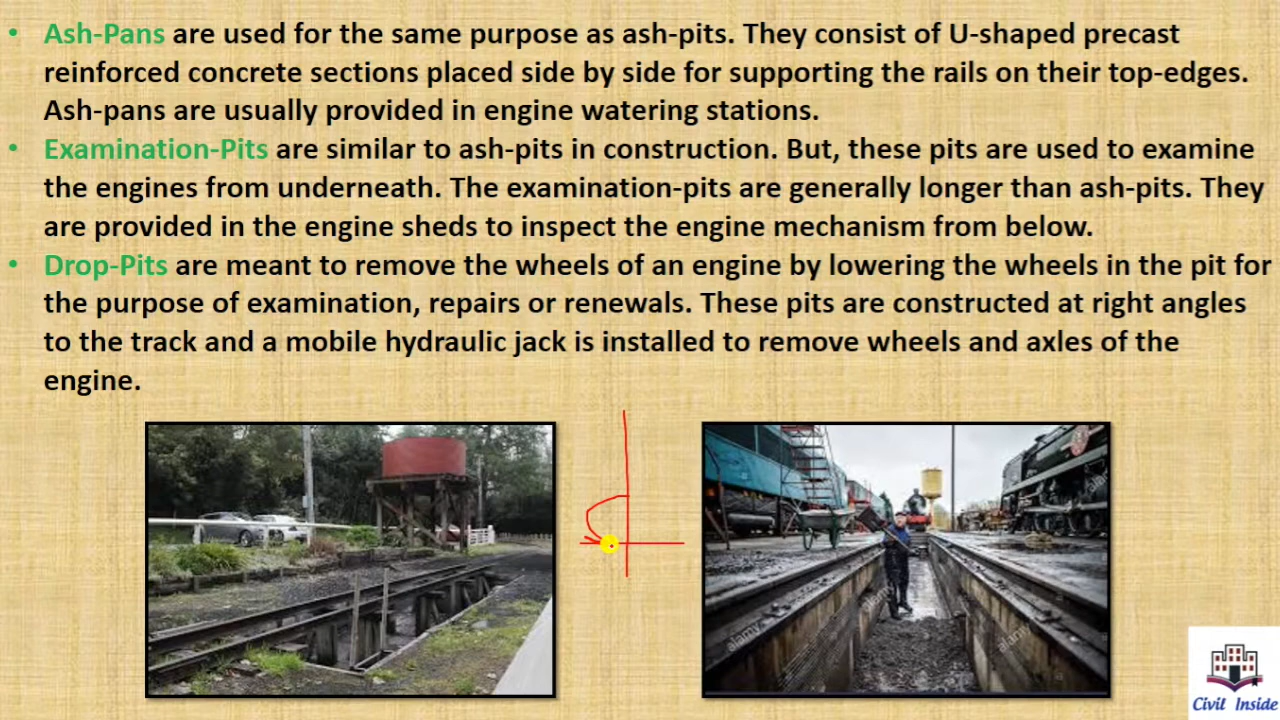 • Ash-Pans are used for the same purpose as ash-pits. They consist of U-shaped precast
reinforced concrete sections placed side by side for supporting the rails on their top-edges.
Ash-pans are usually provided in engine watering stations.
• Examination-Pits are similar to ash-pits in construction. But, these pits are used to examine
the engines from underneath. The examination-pits are generally longer than ash-pits. They
are provided in the engine sheds to inspect the engine mechanism from below.
• Drop-Pits are meant to remove the wheels of an engine by lowering the wheels in the pit for
the purpose of examination, repairs or renewals. These pits are constructed at right angles
to the track and a mobile hydraulic jack is installed to remove wheels and axles of the
engine.
alamy
alamy
alamy
Civil Inside